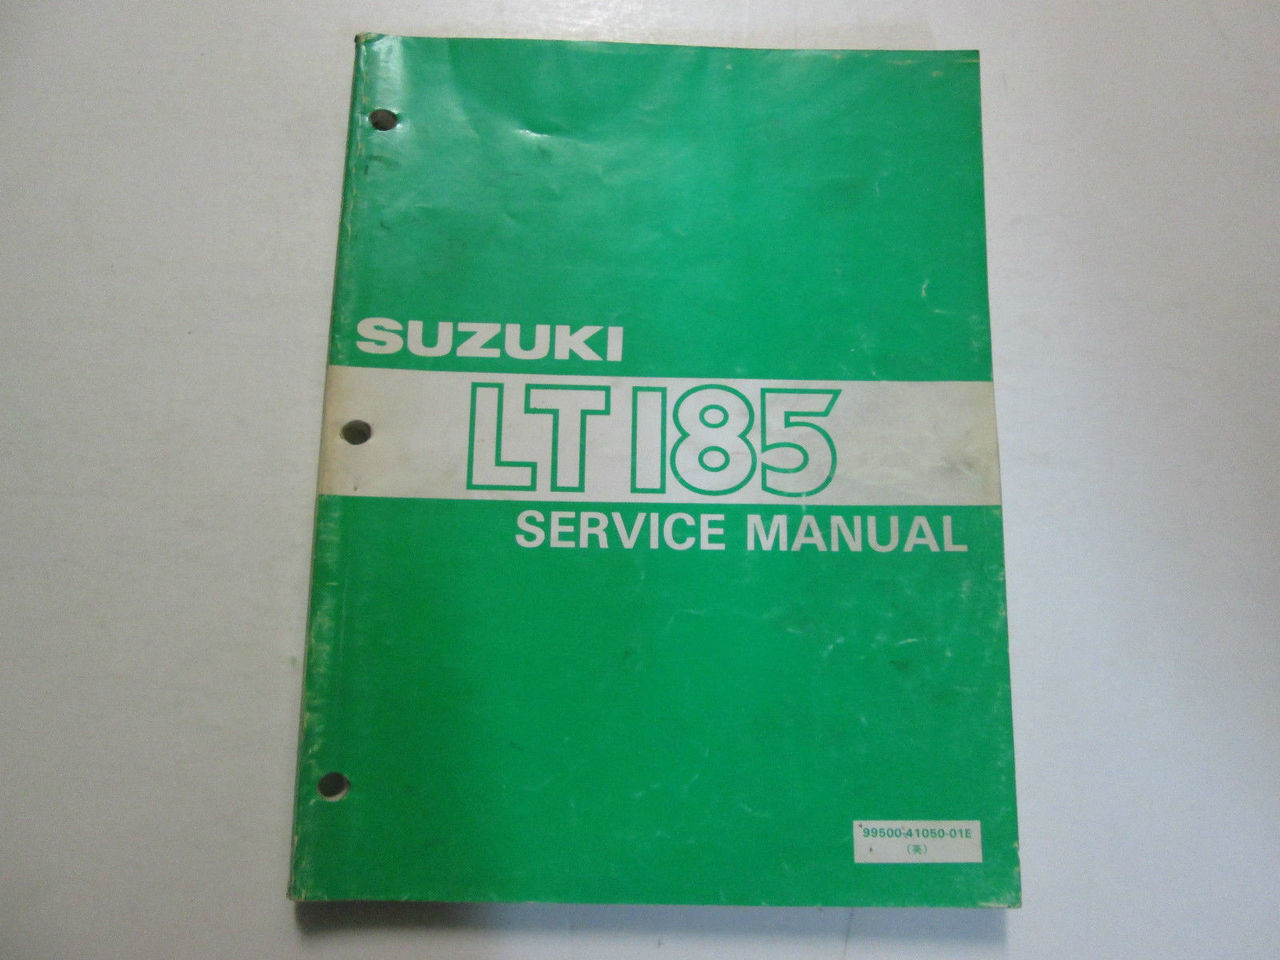 SUZUKI
LT185
SERVICE MANUAL
99500-41050-01E
(英)